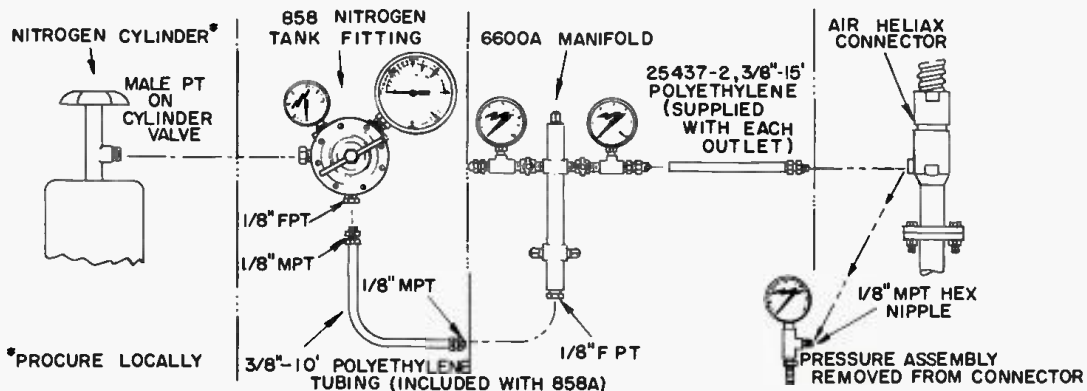 NITROGEN CYLINDER*
MALE PT
ON
CYLINDER
VALVE
*PROCURE LOCALLY
858 NITROGEN
TANK FITTING
1/8" FPT
1/8" MPT
1/8" MPT
3/8"-10' POLYETHYLENE
TUBING (INCLUDED WITH 858A)
6600A MANIFOLD
25437-2, 3/8"-15'
POLYETHYLENE
(SUPPLIED
WITH EACH
OUTLET)
1/8" F PT
AIR HELIAX
CONNECTOR
1/8" MPT HEX
NIPPLE
PRESSURE ASSEMBLY
REMOVED FROM CONNECTOR